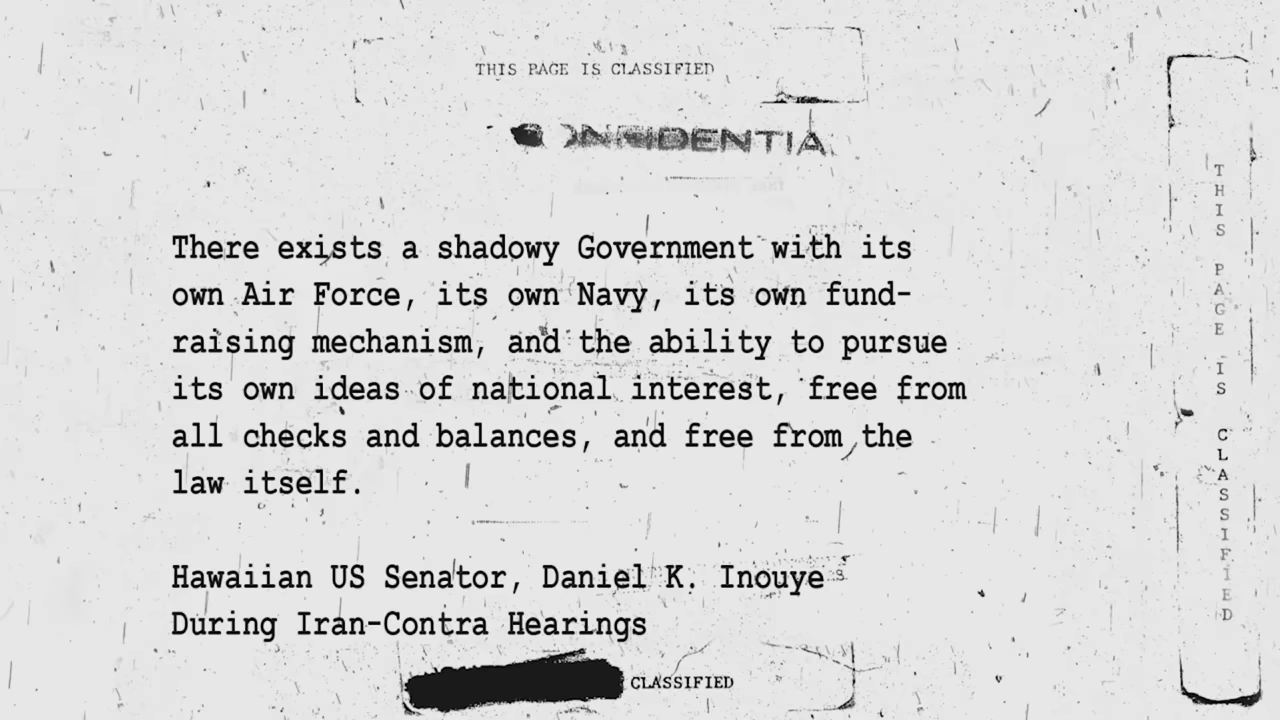 THIS PAGE IS CLASSIFIED
There exists a shadowy Government with its
own Air Force, its own Navy, its own fund-
raising mechanism, and the ability to pursue
its own ideas of national interest, free from
all checks and balances, and free from the
law itself.
Hawaiian US Senator, Daniel K. Inouye
During Iran-Contra Hearings
CLASSIFIED
THIS PAGE IS CLASSIFIED